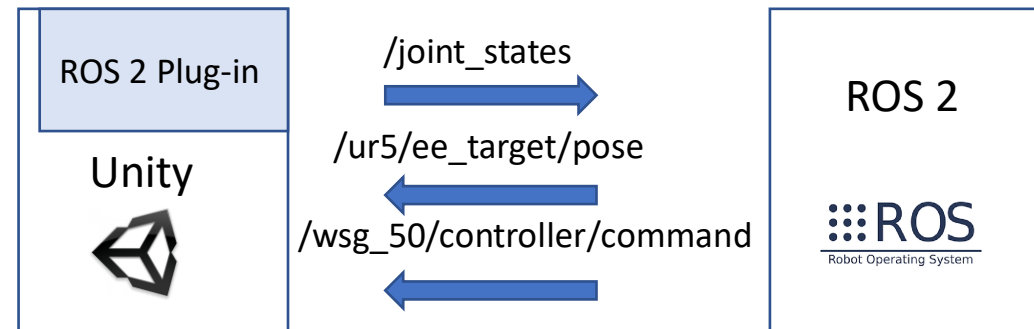 ROS 2 Plug-in
Unity
/joint_states
/ur5/ee_target/pose
/wsg_50/controller/command
ROS 2
ROS
Robot Operating System